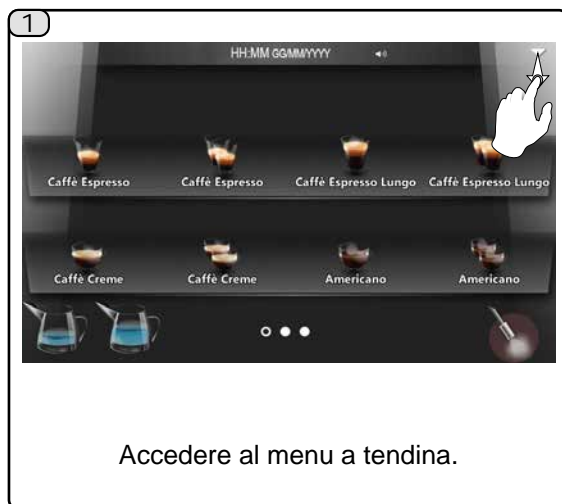 1
HH:MM GG/MM/YYYY
Caffè Espresso Caffè Espresso Caffè Espresso Lungo Caffè Espresso Lungo
Caffè Creme Caffè Creme Americano Americano
Accedere al menu a tendina.